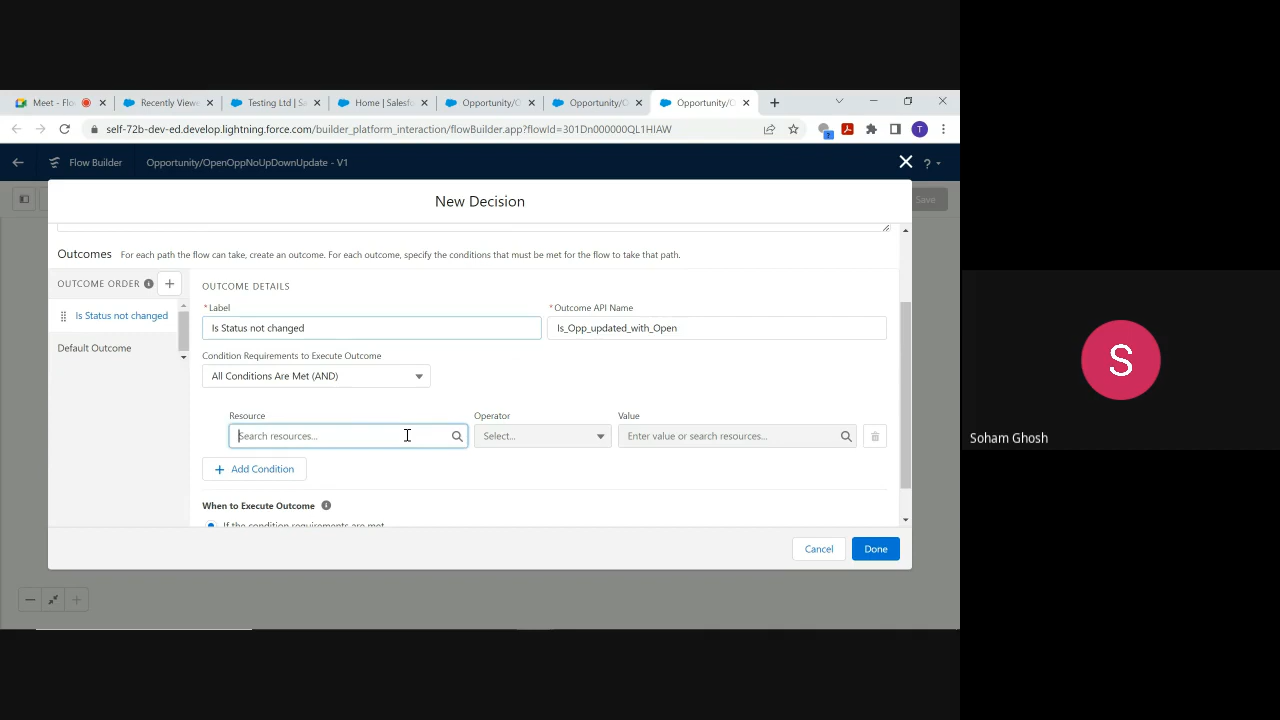 Meet - Flo
Recently Viewe
Testing Ltd | Sa
Home | Salesfo
Opportunity/O
Opportunity/O
Opportunity/O
self-72b-dev-ed.develop.lightning.force.com/builder_platform_interaction/flowBuilder.app?flowId=301Dn000000QL1HIAW
T
Flow Builder
Opportunity/OpenOppNoUpDownUpdate - V1
?
Save
New Decision
Outcomes For each path the flow can take, create an outcome. For each outcome, specify the conditions that must be met for the flow to take that path.
OUTCOME ORDER
Is Status not changed
Default Outcome
OUTCOME DETAILS
*Label
*Outcome API Name
Is Status not changed
Is_Opp_updated_with_Open
Condition Requirements to Execute Outcome
All Conditions Are Met (AND)
Resource
Operator
Value
Search resources...
Select...
Enter value or search resources...
+ Add Condition
When to Execute Outcome
If the condition requirements are met
Cancel
Done
S
Soham Ghosh